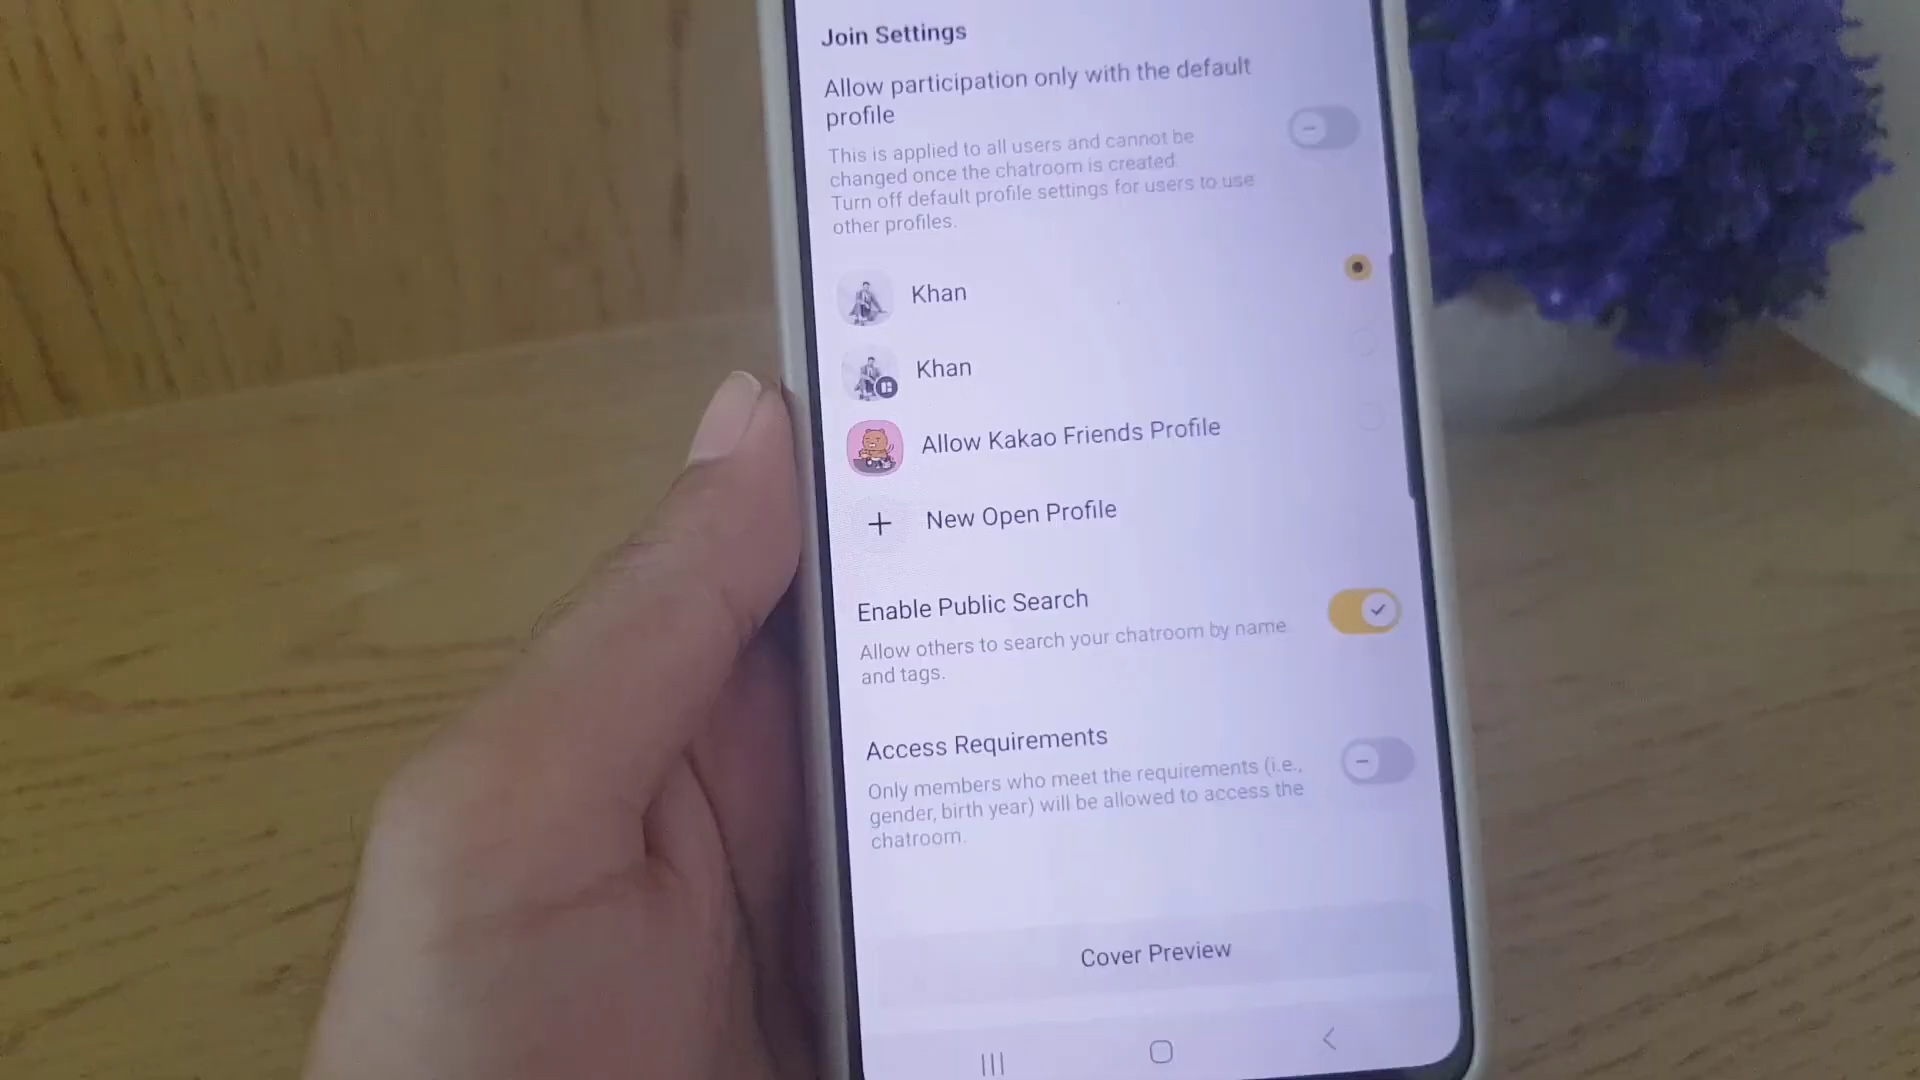 Join Settings
Allow participation only with the default
profile
This is applied to all users and cannot be
changed once the chatroom is created.
Turn off default profile settings for users to use
other profiles.
Khan
Khan
Allow Kakao Friends Profile
+ New Open Profile
Enable Public Search
Allow others to search your chatroom by name
and tags.
Access Requirements
Only members who meet the requirements (i.e.,
gender, birth year) will be allowed to access the
chatroom.
Cover Preview